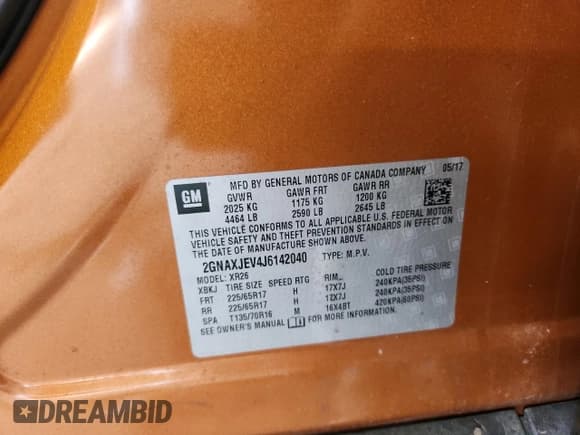 GM
MFD BY GENERAL MOTORS OF CANADA COMPANY 05/17
GVWR GAWR FRT GAWR RR
2025 KG 1175 KG 1200 KG
4464 LB 2590 LB 2645 LB
THIS VEHICLE CONFORMS TO ALL APPLICABLE U.S. FEDERAL MOTOR
VEHICLE SAFETY AND THEFT PREVENTION STANDARDS IN EFFECT ON
THE DATE OF MANUFACTURE SHOWN ABOVE.
2GNAXJEV4J6142040 TYPE: M.P.V.
MODEL: XR26
XBKJ TIRE SIZE SPEED RTG RIM COLD TIRE PRESSURE
FRT 225/65R17 H 17X7J 240KPA(35PSI)
RR 225/65R17 H 17X7J 240KPA(35PSI)
SPA T135/70R16 M 16X4BT 420KPA(60PSI)
SEE OWNER'S MANUAL FOR MORE INFORMATION.
DREAMBID